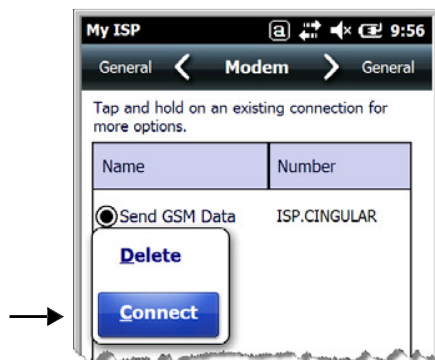 My ISP a 9:56
General Modem General
Tap and hold on an existing connection for
more options.
Name Number
Send GSM Data ISP.CINGULAR
Delete
Connect